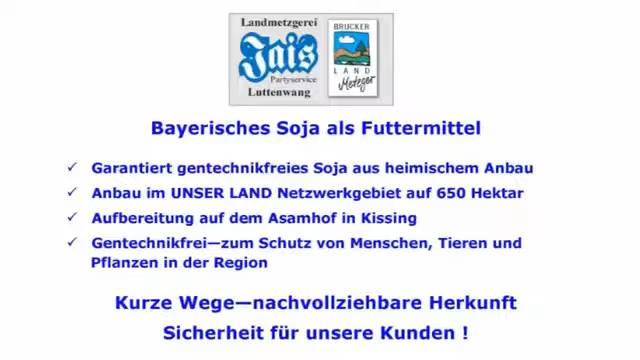 Landmetzgerei
Jais
Partyservice
Luttenwang
BRUCKER
LAND
Metzger
Bayerisches Soja als Futtermittel
✓ Garantiert gentechnikfreies Soja aus heimischem Anbau
✓ Anbau im UNSER LAND Netzwerkgebiet auf 650 Hektar
✓ Aufbereitung auf dem Asamhof in Kissing
✓ Gentechnikfrei—zum Schutz von Menschen, Tieren und
Pflanzen in der Region
Kurze Wege—nachvollziehbare Herkunft
Sicherheit für unsere Kunden !